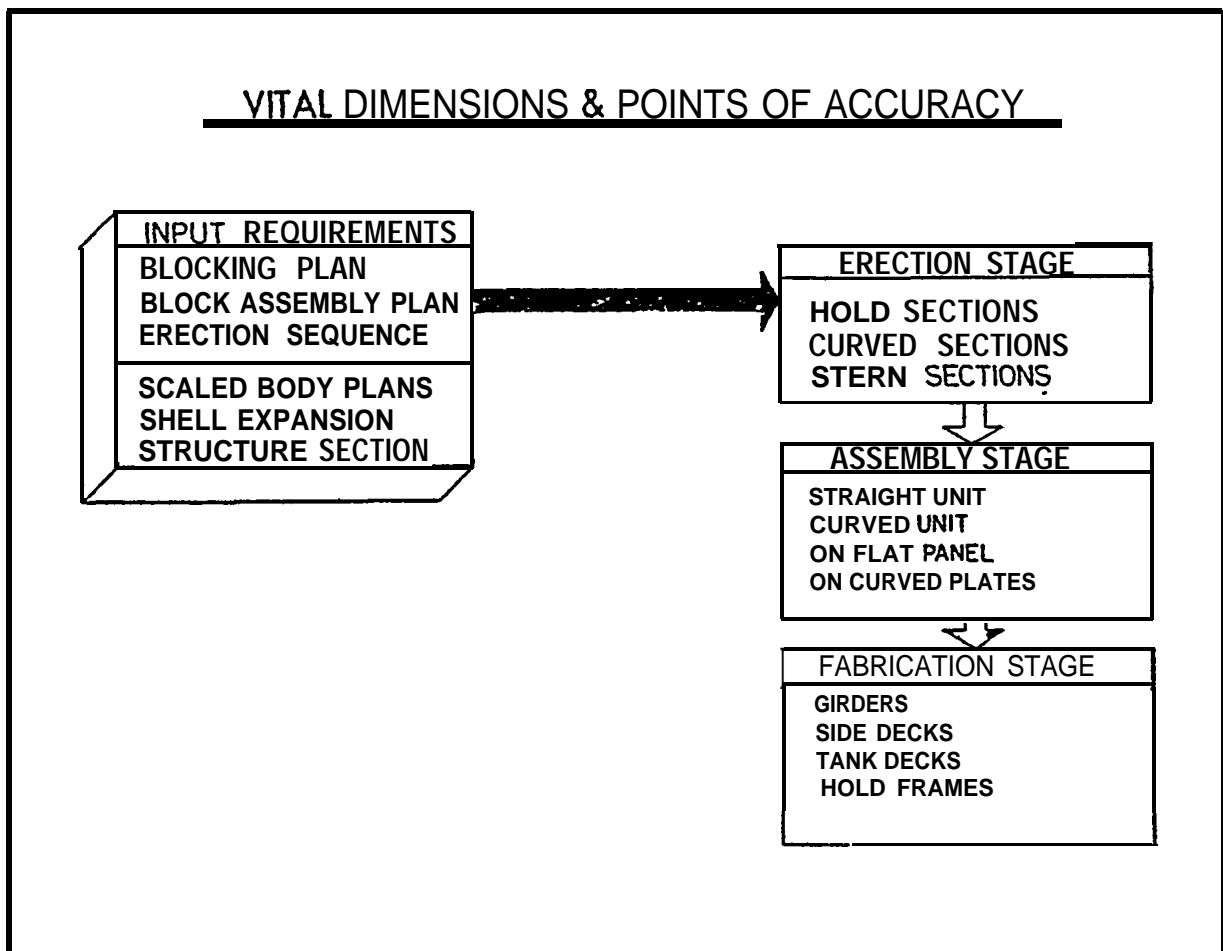 VITAL DIMENSIONS & POINTS OF ACCURACY
INPUT REQUIREMENTS
BLOCKING PLAN
BLOCK ASSEMBLY PLAN
ERECTION SEQUENCE
SCALED BODY PLANS
SHELL EXPANSION
STRUCTURE SECTION
ERECTION STAGE
HOLD SECTIONS
CURVED SECTIONS
STERN SECTIONS
ASSEMBLY STAGE
STRAIGHT UNIT
CURVED UNIT
ON FLAT PANEL
ON CURVED PLATES
FABRICATION STAGE
GIRDERS
SIDE DECKS
TANK DECKS
HOLD FRAMES